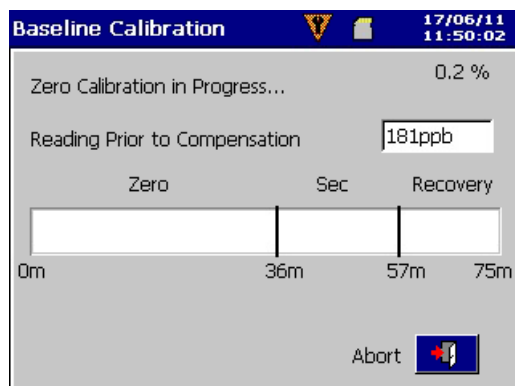 Baseline Calibration
17/06/11
11:50:02
0.2 %
Zero Calibration in Progress...
Reading Prior to Compensation
181ppb
Zero Sec Recovery
0m 36m 57m 75m
Abort